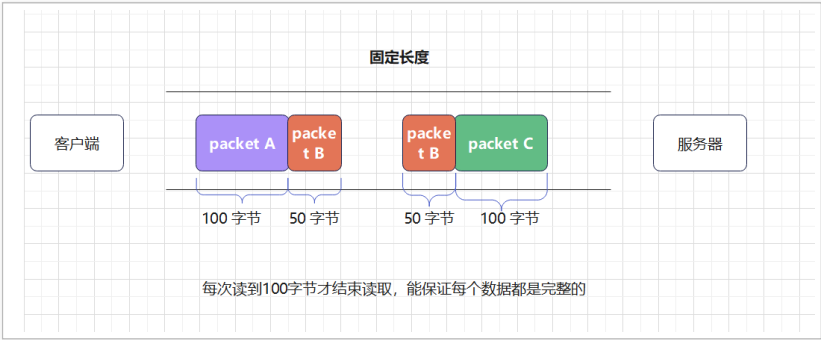 固定长度
客户端
packet A
packe
t B
packe
t B
packet C
服务器
100 字节
50 字节
50 字节
100 字节
每次读到100字节才结束读取，能保证每个数据都是完整的